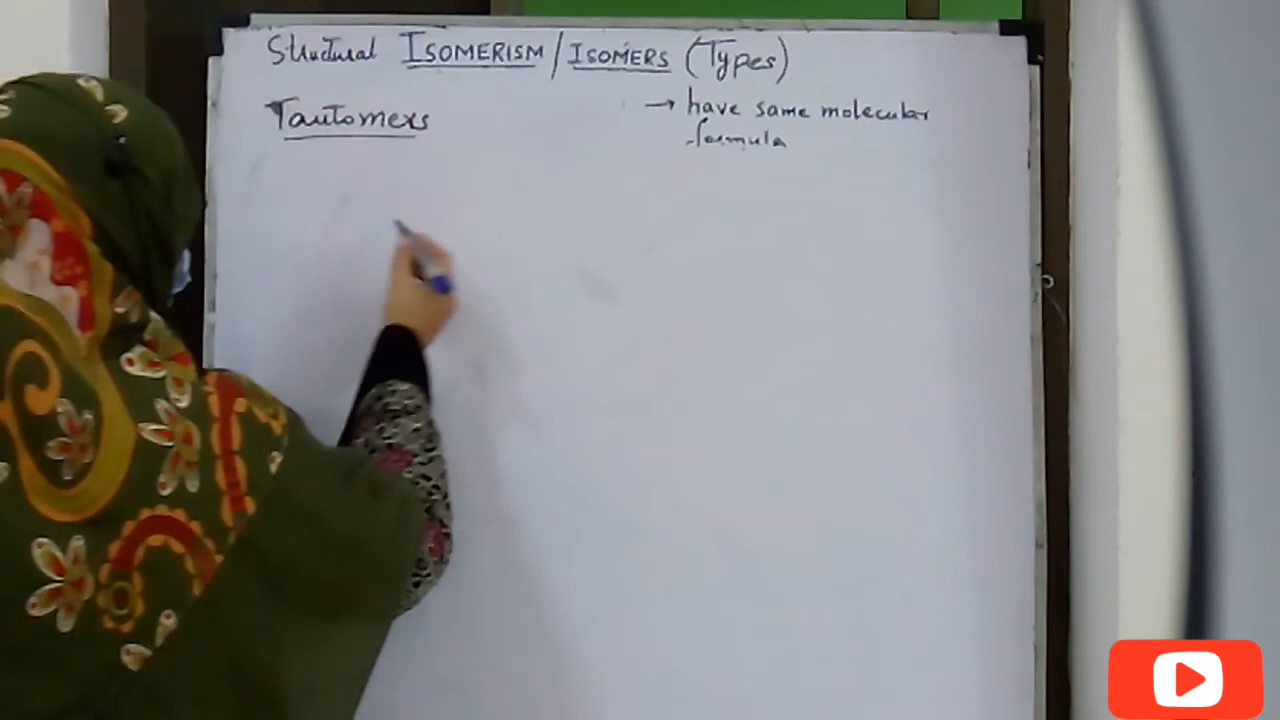 Structural ISOMERISM / ISOMERS (Types)
Tautomers
→ have same molecular
formula